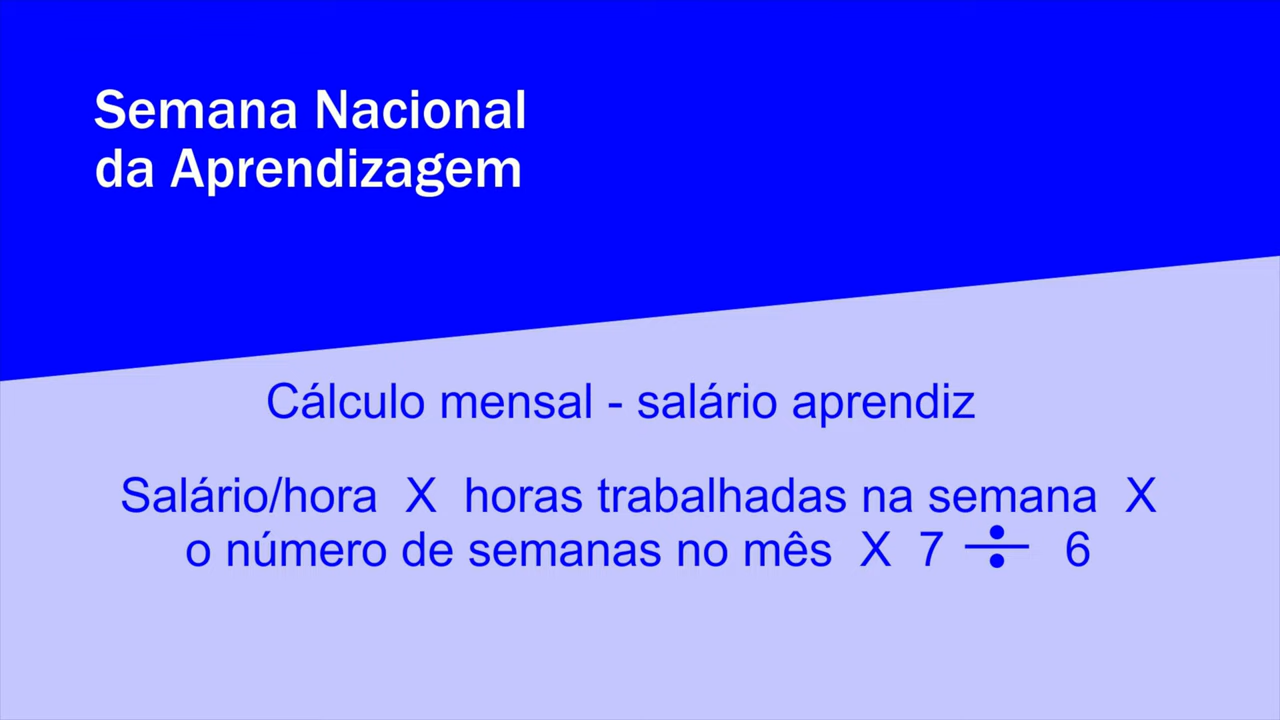 Semana Nacional
da Aprendizagem
Cálculo mensal - salário aprendiz
Salário/hora X horas trabalhadas na semana X
o número de semanas no mês X 7 ÷ 6